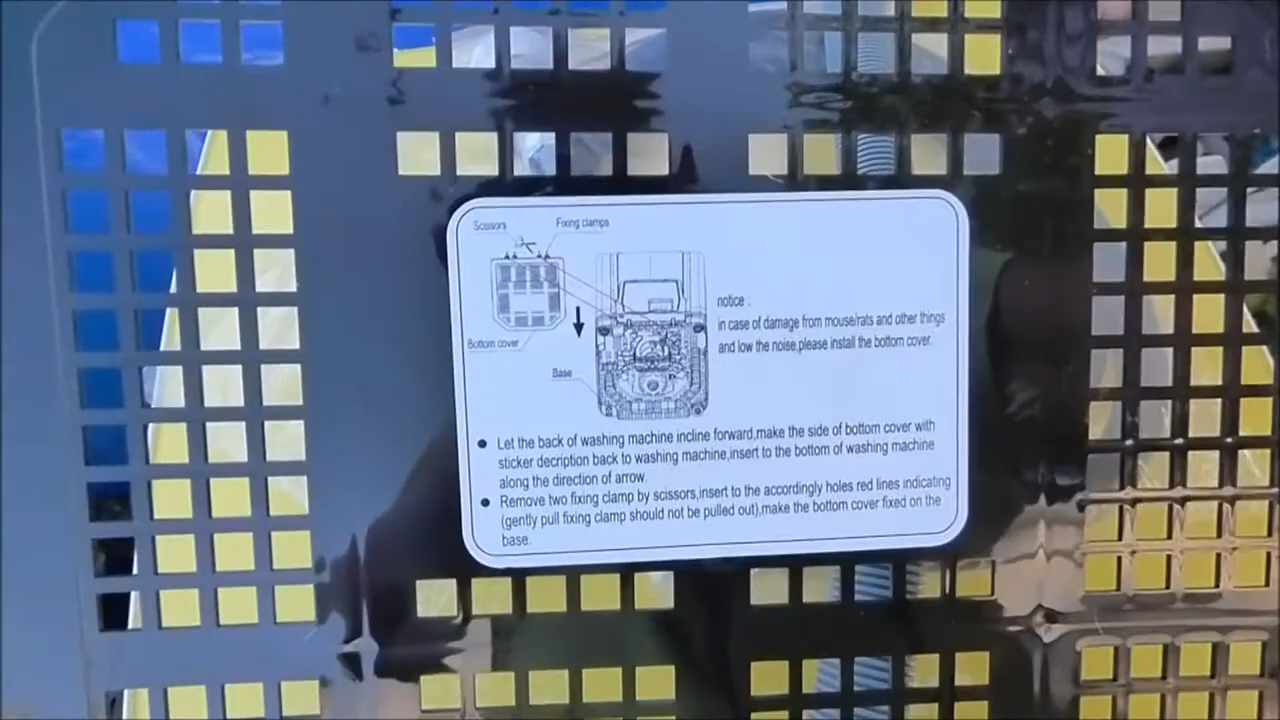 Scissors
Fixing clamps
Bottom cover
Base
notice :
in case of damage from mouse/rats and other things
and low the noise,please install the bottom cover.
● Let the back of washing machine incline forward,make the side of bottom cover with
sticker decription back to washing machine,insert to the bottom of washing machine
along the direction of arrow.
● Remove two fixing clamp by scissors,insert to the accordingly holes red lines indicating
(gently pull fixing clamp should not be pulled out),make the bottom cover fixed on the
base.